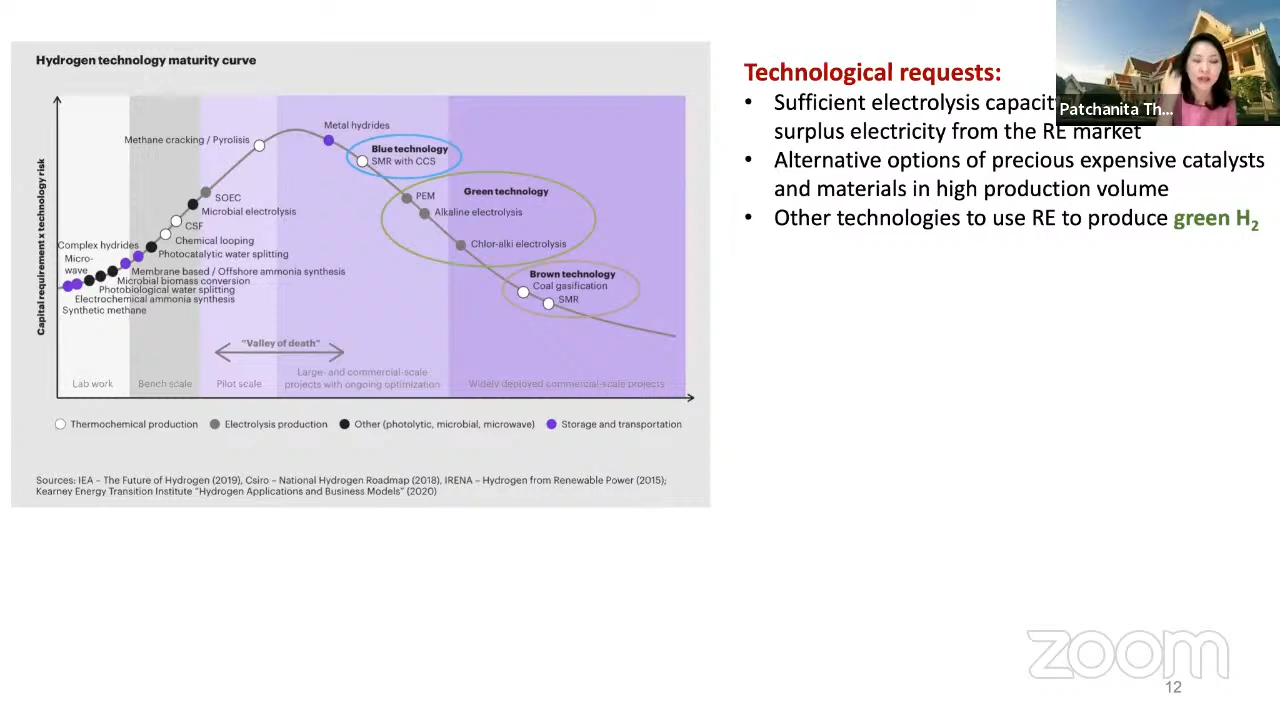 Hydrogen technology maturity curve
Capital requirement x technology risk
Methane cracking / Pyrolisis
Metal hydrides
Blue technology
SMR with CCS
SOEC
Microbial electrolysis
CSF
Chemical looping
Complex hydrides
Photocatalytic water splitting
Micro-
wave
Membrane based / Offshore ammonia synthesis
Microbial biomass conversion
Photobiological water splitting
Electrochemical ammonia synthesis
Synthetic methane
Green technology
PEM
Alkaline electrolysis
Chlor-alki electrolysis
Brown technology
Coal gasification
SMR
"Valley of death"
Lab work
Bench scale
Pilot scale
Large- and commercial-scale
projects with ongoing optimization
Widely deployed commercial-scale projects
Thermochemical production
Electrolysis production
Other (photolytic, microbial, microwave)
Storage and transportation
Sources: IEA – The Future of Hydrogen (2019), Csiro – National Hydrogen Roadmap (2018), IRENA – Hydrogen from Renewable Power (2015);
Kearney Energy Transition Institute "Hydrogen Applications and Business Models" (2020)
Technological requests:
• Sufficient electrolysis
surplus electricity from the RE market
• Alternative options of precious expensive catalysts
and materials in high production volume
• Other technologies to use RE to produce green H2
Patchanita Th...
zoom
12